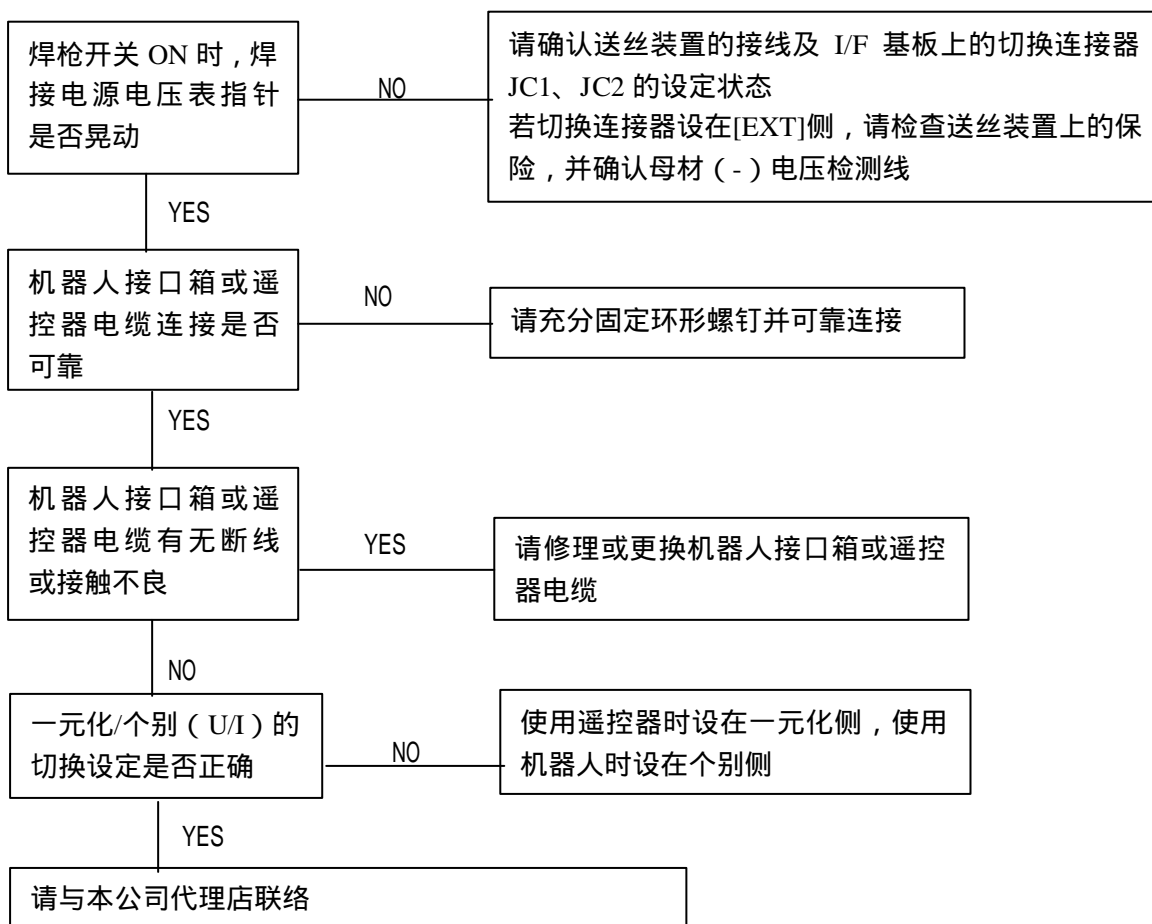 焊枪开关 ON 时，焊
接电源电压表指针
是否晃动
NO
请确认送丝装置的接线及 I/F 基板上的切换连接器
JC1、JC2 的设定状态
若切换连接器设在[EXT]侧，请检查送丝装置上的保
险，并确认母材（-）电压检测线
YES
机器人接口箱或遥
控器电缆连接是否
可靠
NO
请充分固定环形螺钉并可靠连接
YES
机器人接口箱或遥
控器电缆有无断线
或接触不良
YES
请修理或更换机器人接口箱或遥控
器电缆
NO
一元化/个别（U/I）的
切换设定是否正确
NO
使用遥控器时设在一元化侧，使用
机器人时设在个别侧
YES
请与本公司代理店联络